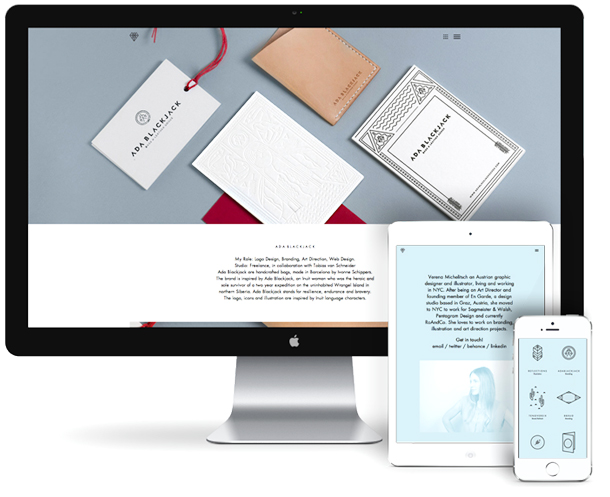 ADA BLACKJACK
ADA BLACKJACK
ADA BLACKJACK
ADA BLACKJACK
My Role: Logo Design, Branding, Art Direction, Web Design.
Studio: Freelance, in collaboration with Tobias van Schneider
Ada Blackjack are handcrafted bags, made in Barcelona by Ivonne Schippers.
The brand is inspired by Ada Blackjack, an Inuit woman who was the heroic and
sole survivor of a two year expedition on the uninhabited Wrangel Island in
northern Siberia. Ada Blackjack stands for resilience, endurance and bravery.
The logo, icons and illustration are inspired by Inuit language characters.
Verena Michelitsch an Austrian graphic
designer and illustrator, living and working
in NYC. After being an Art Director and
founding member of En Garde, a design
studio based in Graz, Austria, she moved
to NYC to work for Sagmeister & Walsh,
Pentagram Design and currently
RoAndCo. She loves to work on branding,
illustration and art direction projects.
Get in touch!
email / twitter / behance / linkedin